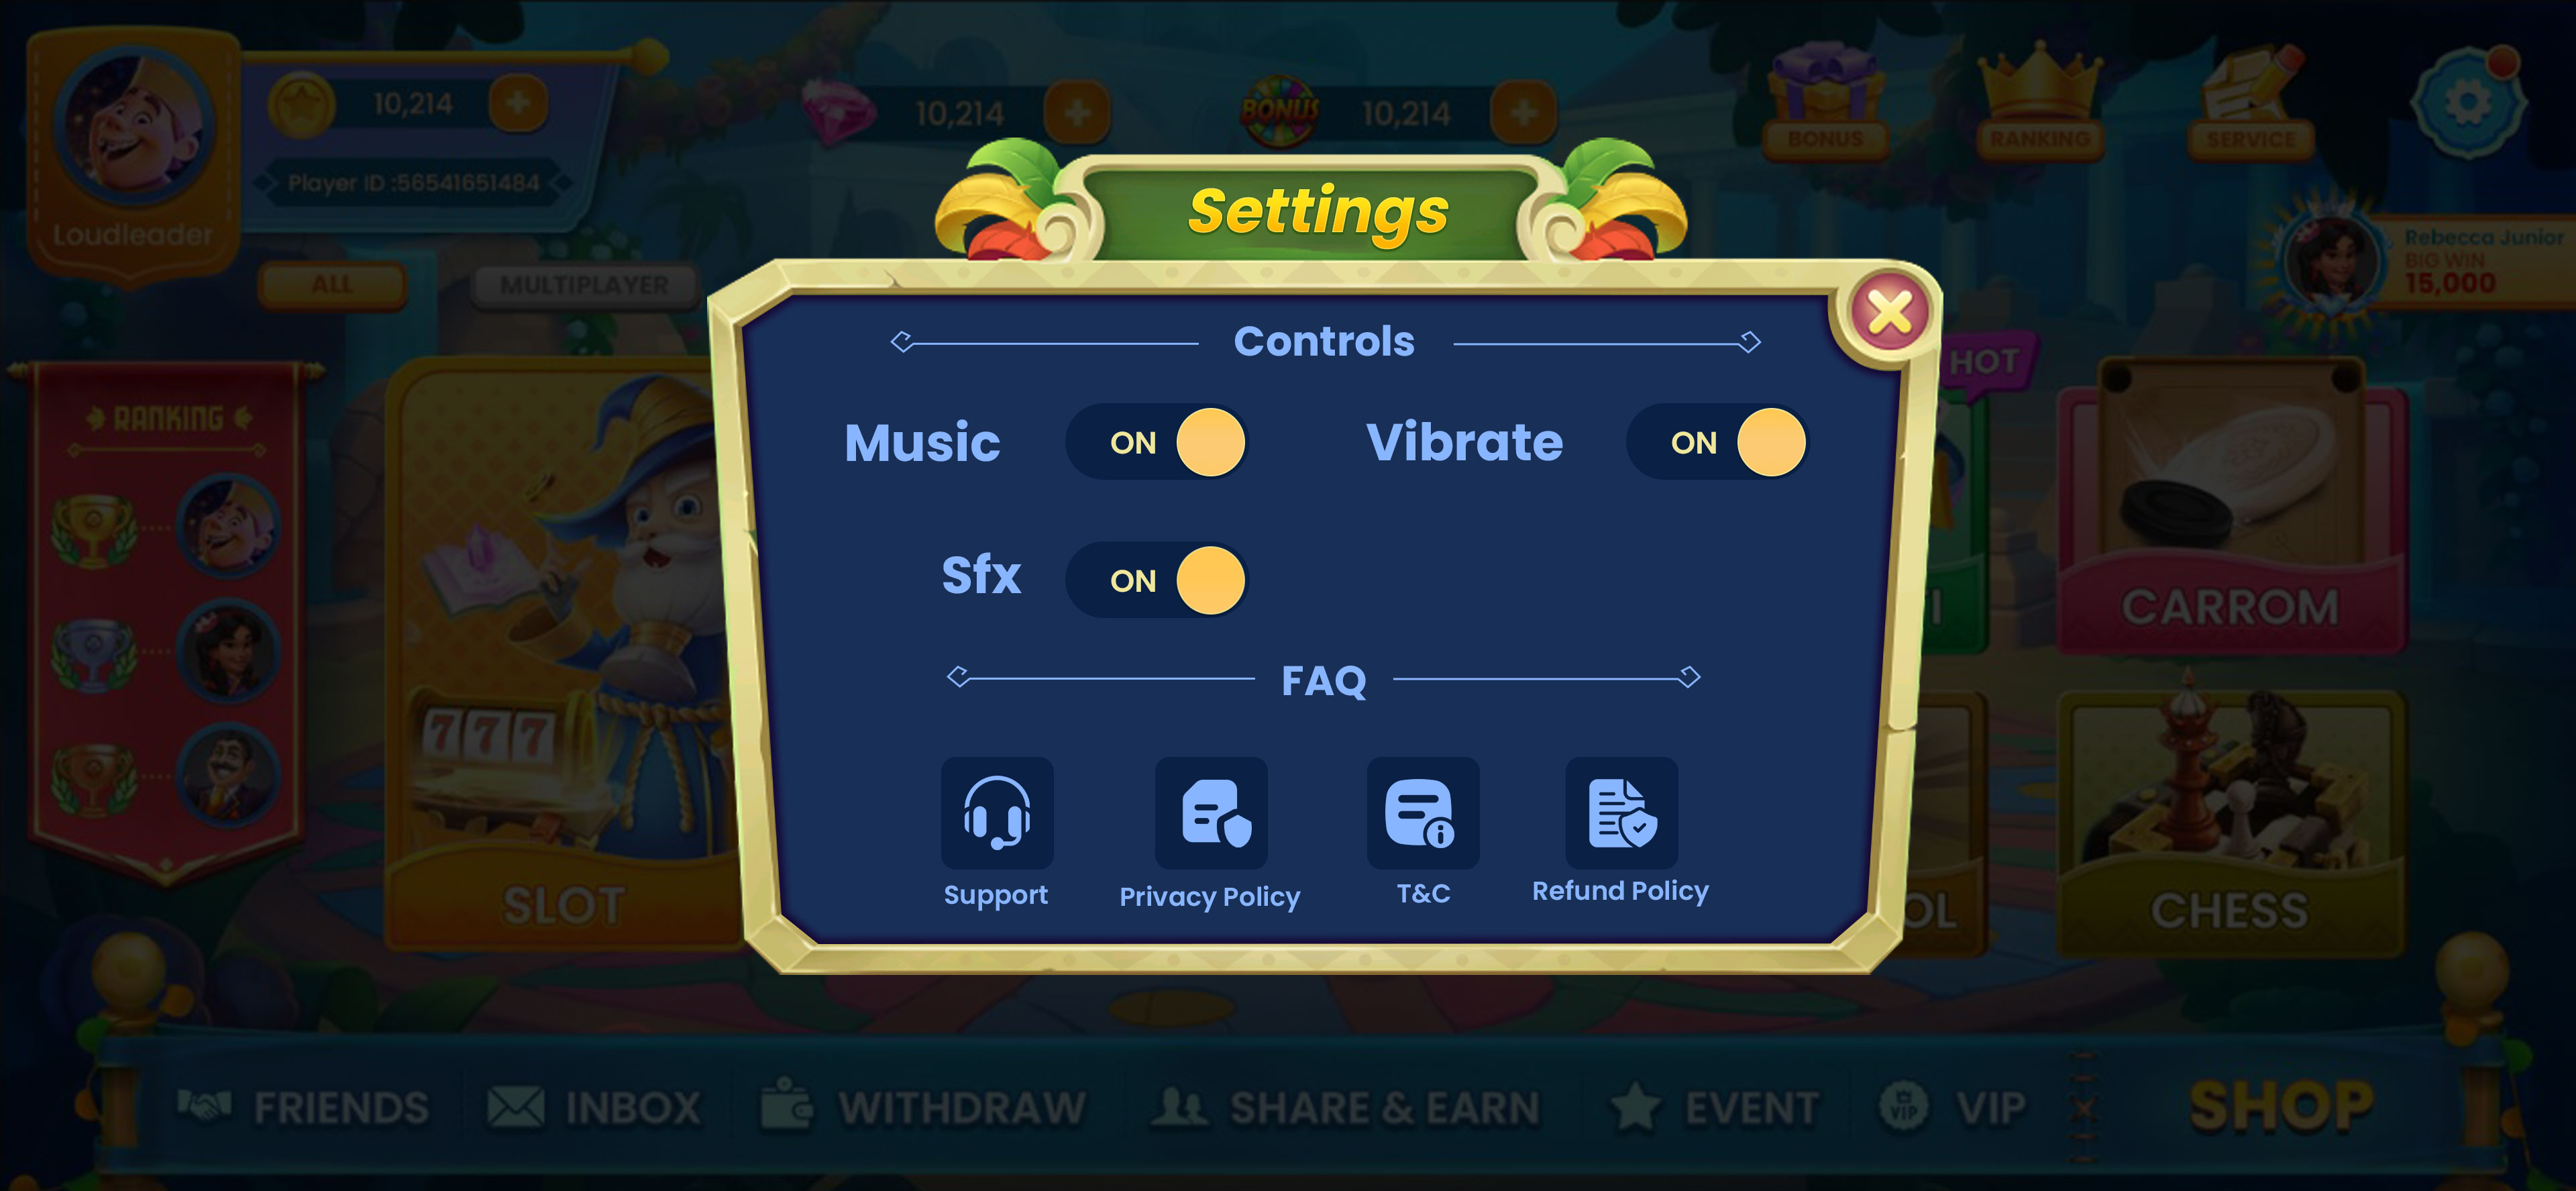 10,214
10,214
BONUS
10,214
BONUS
RANKING
SERVICE
Player ID :56541651484
Loudleader
Settings
Rebecca Junior
BIG WIN
15,000
ALL
MULTIPLAYER
Controls
HOT
RANKING
Music
ON
Vibrate
ON
Sfx
ON
CARROM
FAQ
777
Support
Privacy Policy
T&C
Refund Policy
SLOT
CHESS
FRIENDS
INBOX
WITHDRAW
SHARE & EARN
EVENT
VIP
VIP
SHOP